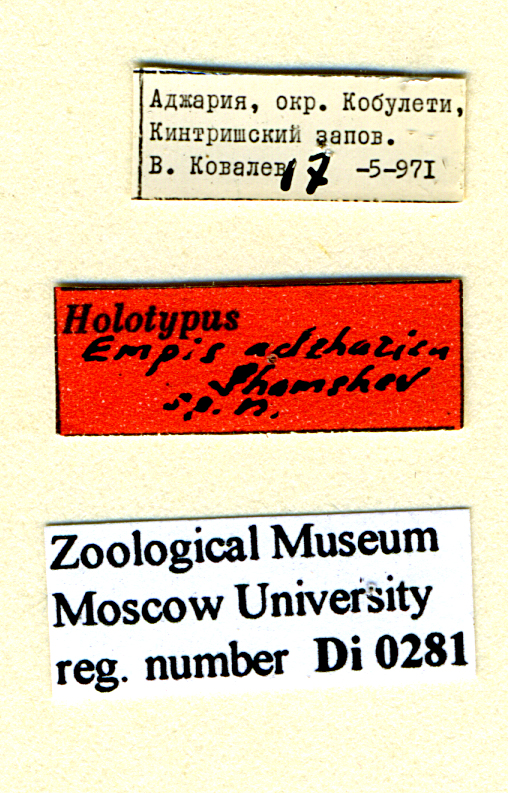 Аджария, окр. Кобулети,
Кинтришский запов.
В. Ковалев 17 -5-97I
Holotypus
Empis adzharica
Shamshev
sp. n.
Zoological Museum
Moscow University
reg. number Di 0281